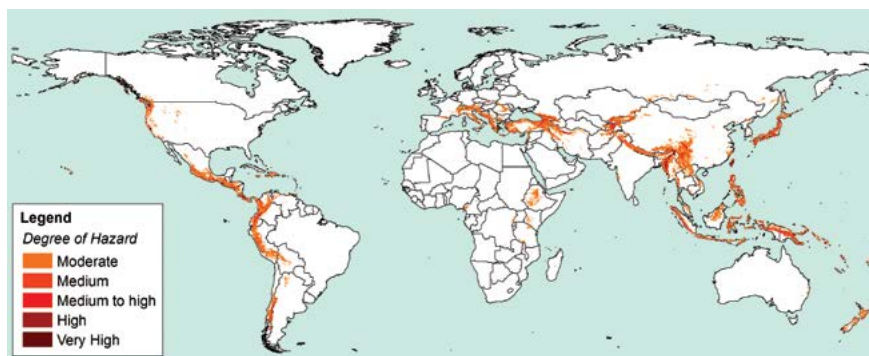 Legend
Degree of Hazard
Moderate
Medium
Medium to high
High
Very High